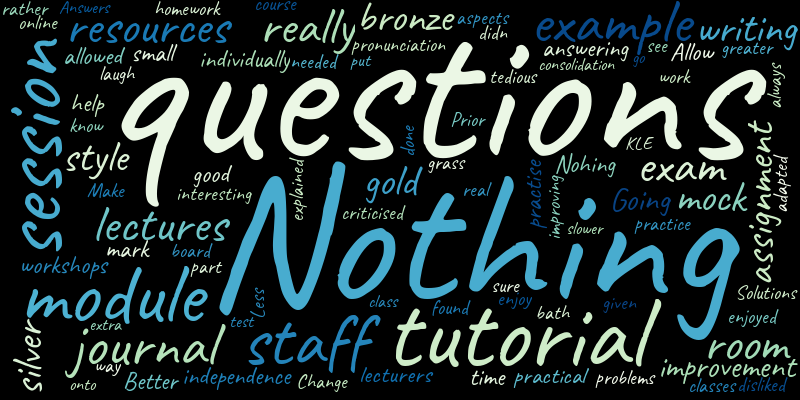 rather
Answers
homework
course
online
resources
really
bronze
aspects
didn
example
writing
allowed
small
individually
needed
pronunciation
put
answering
see
Allow
greater
go
laugh
tedious
consolidation
work
always
session
help
know
questions
Prior
done
KLE
style
grass
good
explained
gold
real
practise
Nohing
improving
exam
assignment
adapted
Make
interesting
criticised
Going
mock
lectures
Nothing
slower
practice
mark
board
part
workshops
sure
Solutions
module
Less
class
found
enjoy
bath
given
enjoyed
extra
test
silver
journal
staff
tutorial
room
way
onto
Better
independence
Change
lecturers
time
practical
problems
improvement
classes
disliked